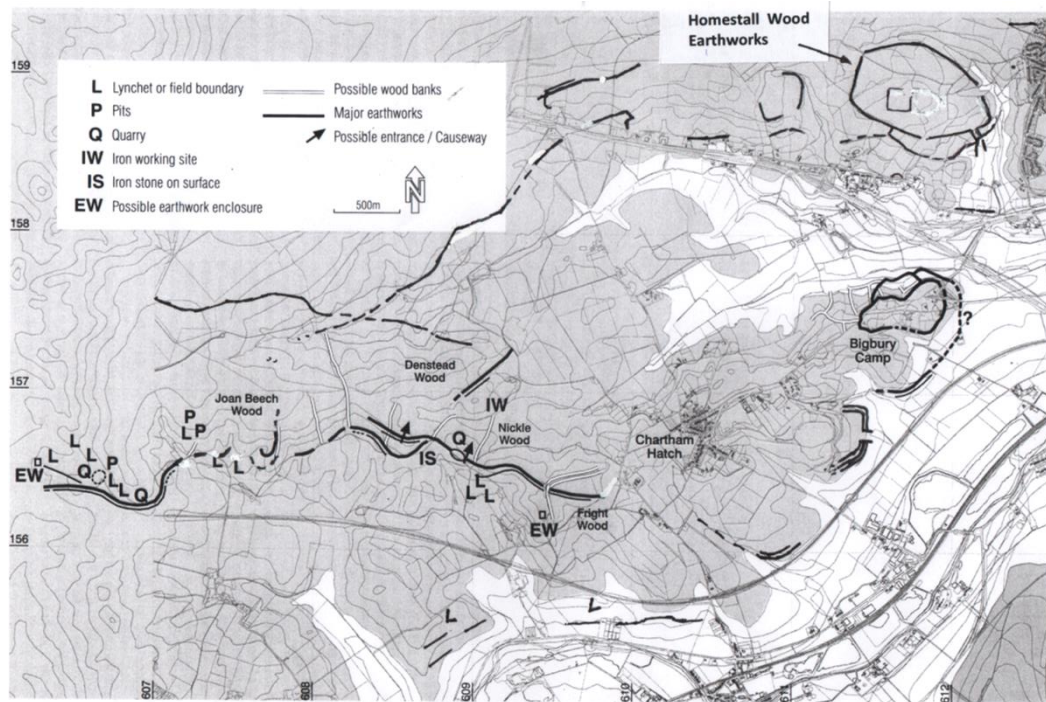 Homestall Wood
Earthworks
159
L Lynchet or field boundary
P Pits
Q Quarry
IW Iron working site
IS Iron stone on surface
EW Possible earthwork enclosure
Possible wood banks
Major earthworks
Possible entrance / Causeway
500m
N
158
?
Bigbury
Camp
157
Denstead
Wood
Joan Beech
Wood
IW
P
L P
Nickle
Wood
Q
Chartham
Hatch
L
L
L
IS
EW
Q
P
L L
L L
Q
L
L L
Fright
Wood
EW
156
L
L
607
608
609
610
611
612